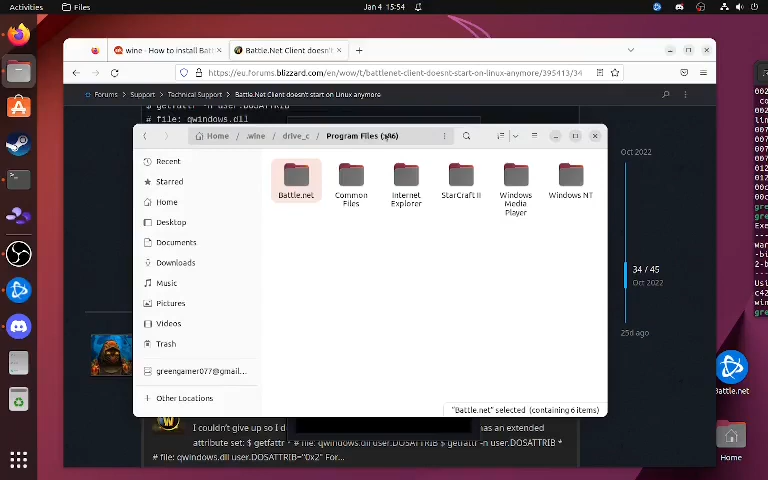 Activities
Files
Jan 4 15:54
wine - How to install Batt
Battle.Net Client doesn't
https://eu.forums.blizzard.com/en/wow/t/battlenet-client-doesnt-start-on-linux-anymore/395413/34
Forums
Support
Technical Support
Battle.Net Client doesn't start on Linux anymore
# file: qwindows.dll
Home / .wine / drive_c / Program Files (x86)
Recent
Starred
Home
Desktop
Documents
Downloads
Music
Pictures
Videos
Trash
greengamer077@gmail...
+ Other Locations
Battle.net
Common
Files
Internet
Explorer
StarCraft II
Windows
Media
Player
Windows NT
"Battle.net" selected (containing 6 items)
Oct 2022
34 / 45
Oct 2022
25d ago
I couldn't give up so I d
has an extended
attribute set: $ getfattr
# file: qwindows.dll user.DOSATTRIB $ getfattr -n user.DOSATTRIB *
# file: qwindows.dll user.DOSATTRIB="0x2" For...
Battle.net
Home